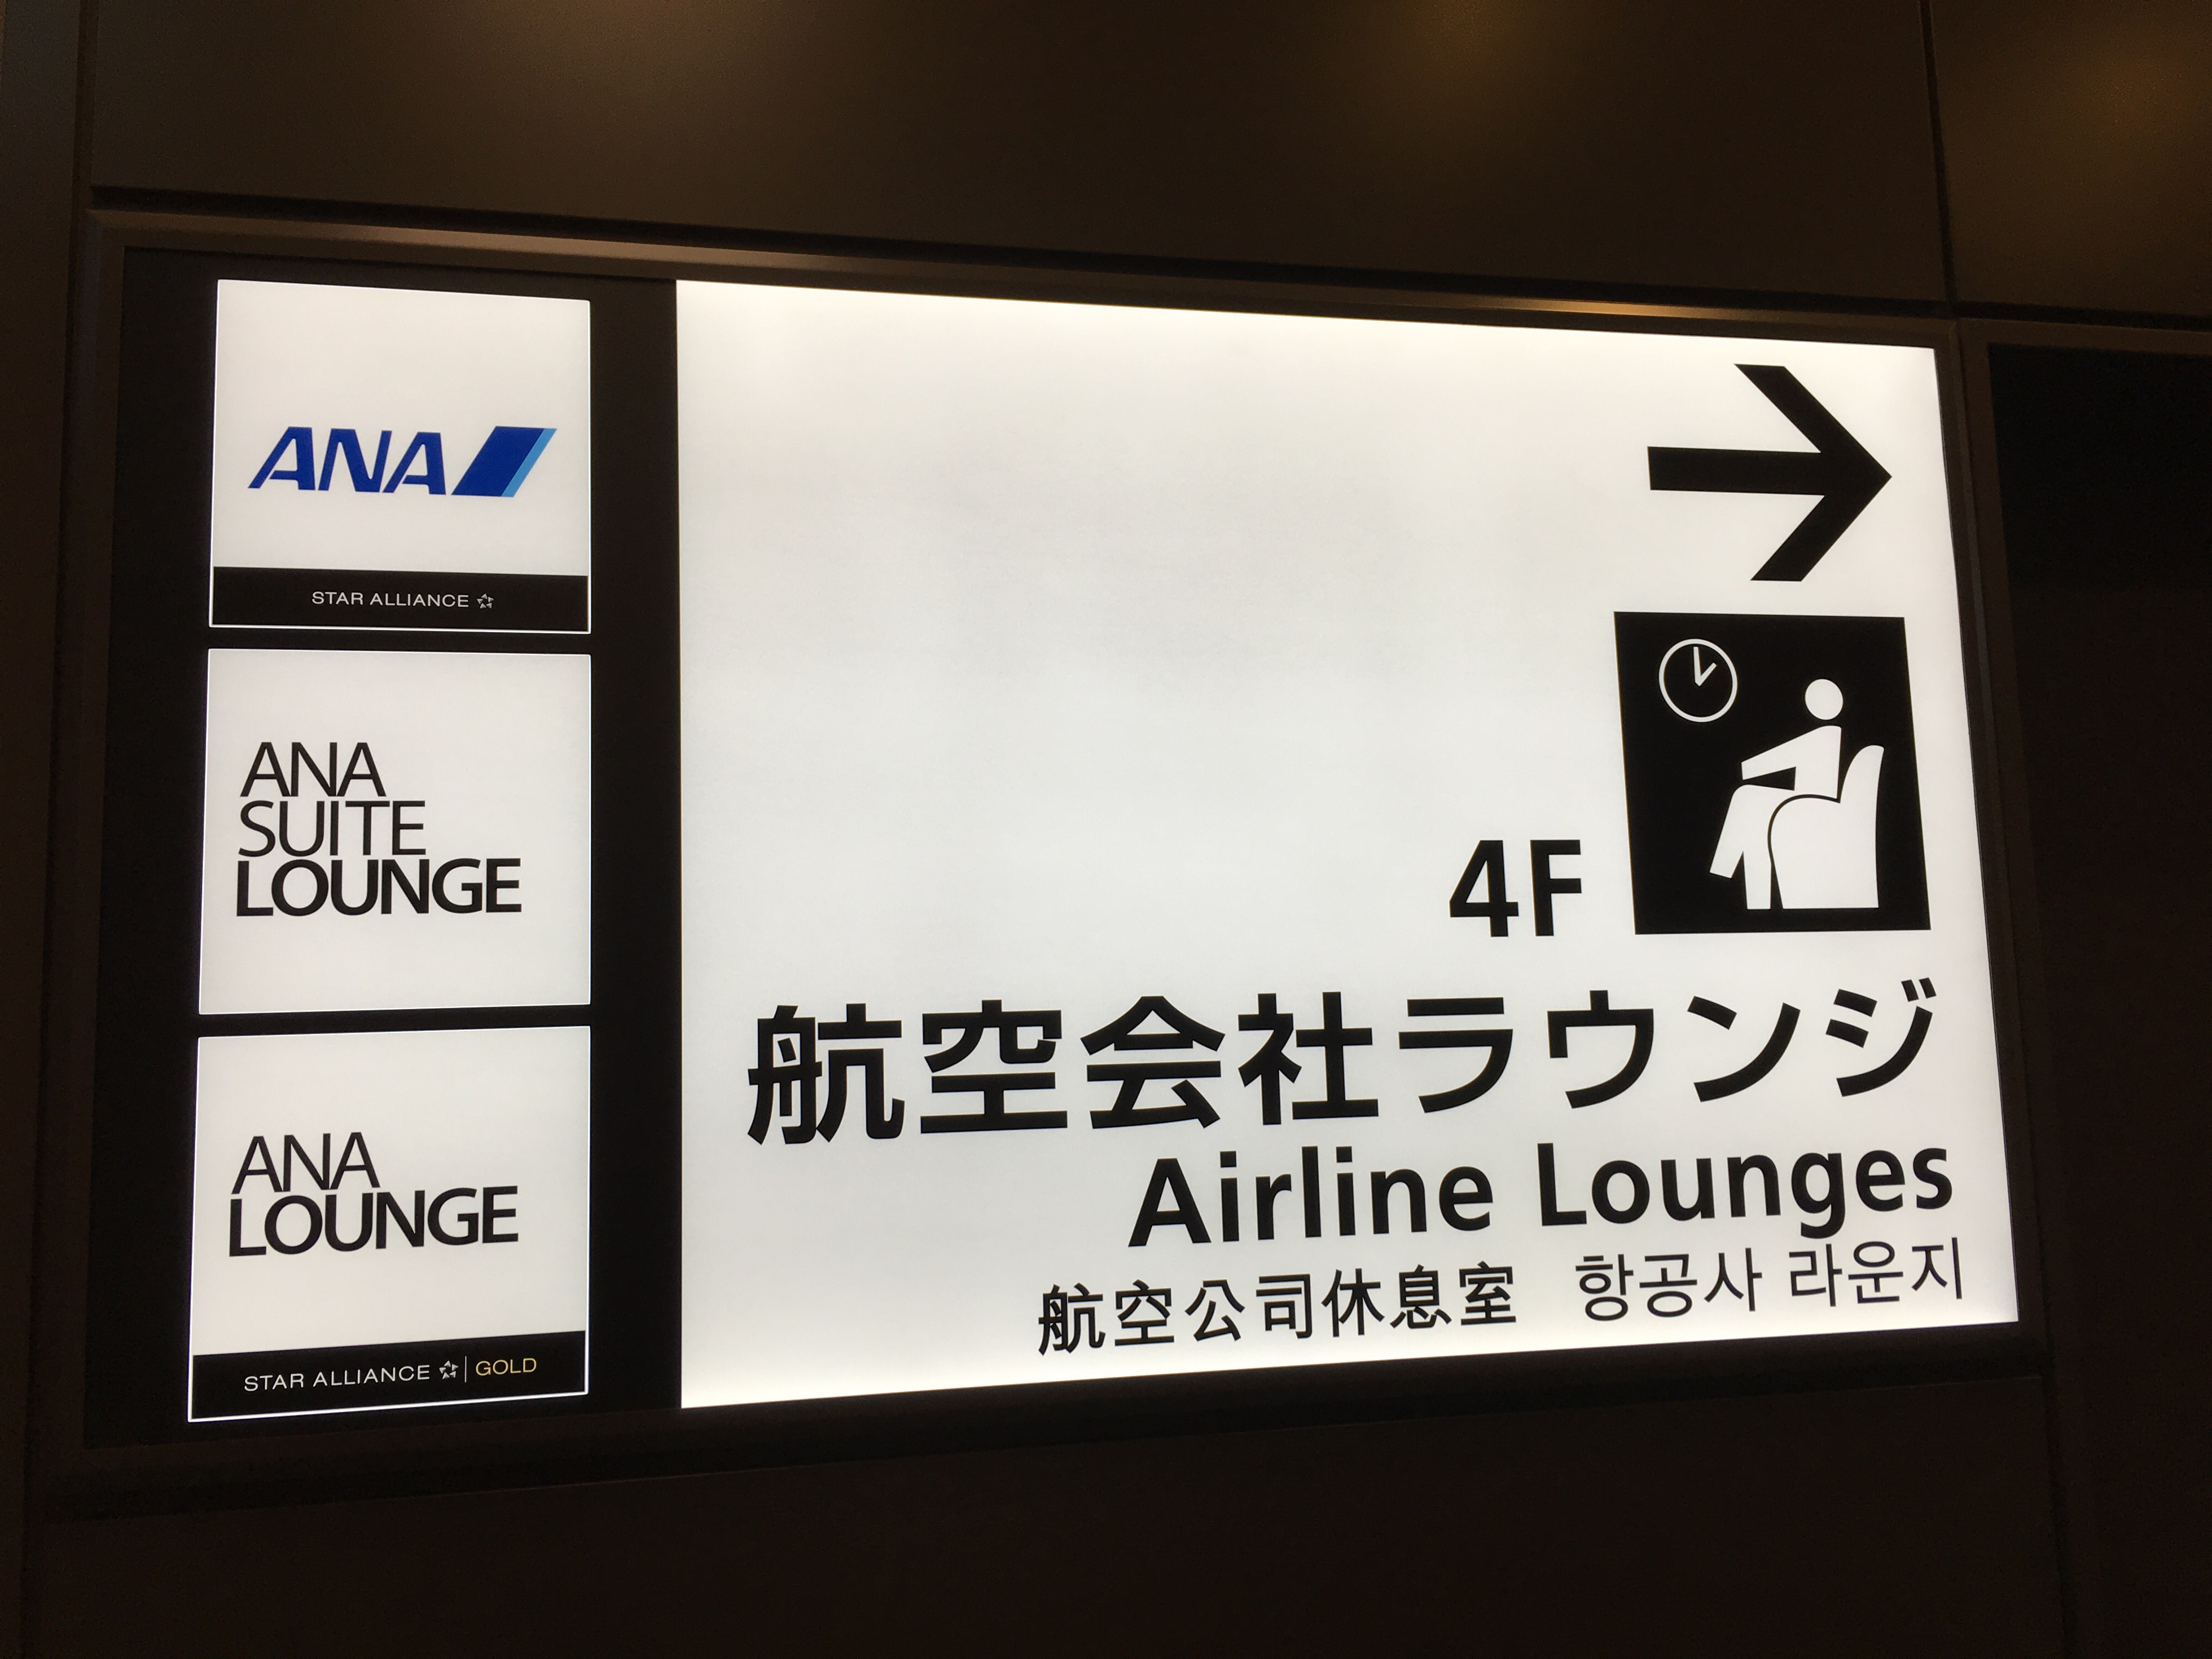 ANA
STAR ALLIANCE
ANA
SUITE
LOUNGE
ANA
LOUNGE
STAR ALLIANCE GOLD
4F
航空会社ラウンジ
Airline Lounges
航空公司休息室 항공사 라운지